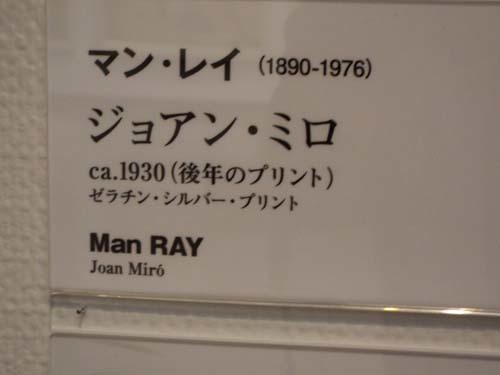 マン・レイ (1890-1976)
ジョアン・ミロ
ca.1930(後年のプリント)
ゼラチン・シルバー・プリント
Man RAY
Joan Miró